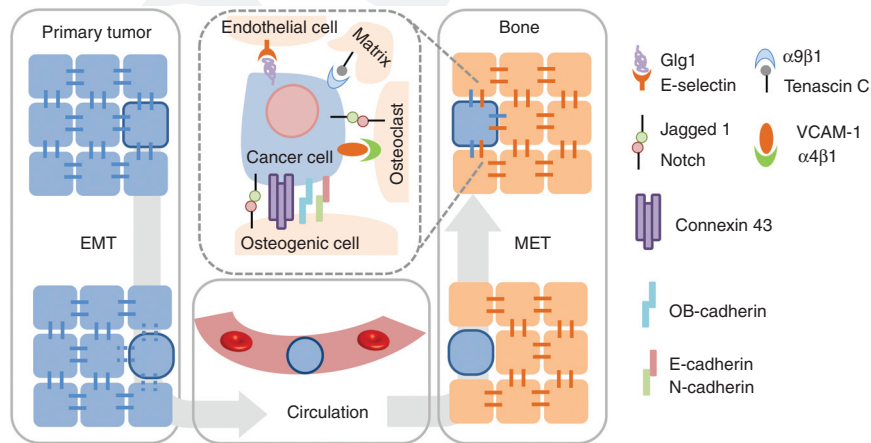 Primary tumor
EMT
Endothelial cell
Matrix
Cancer cell
Osteoclast
Osteogenic cell
Circulation
Bone
MET
Glg1
E-selectin
α9β1
Tenascin C
Jagged 1
Notch
VCAM-1
α4β1
Connexin 43
OB-cadherin
E-cadherin
N-cadherin